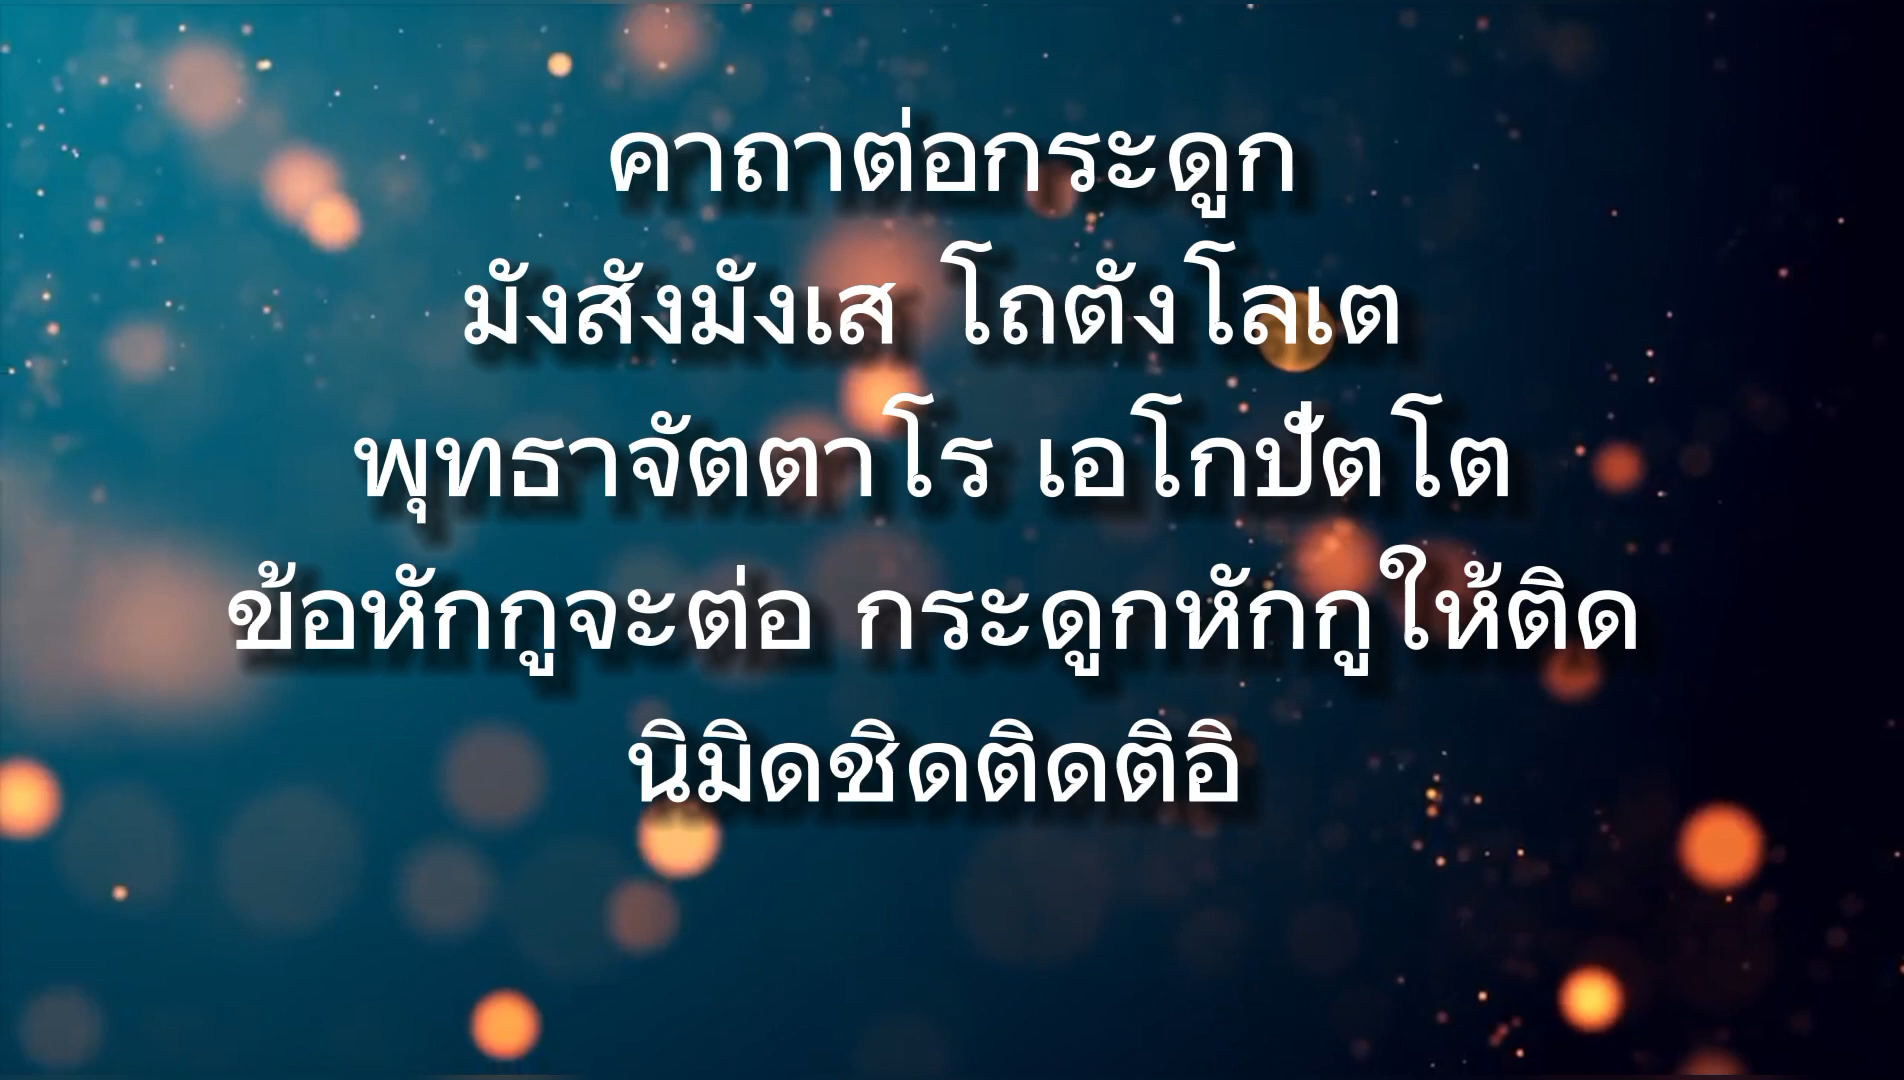 คาถาต่อกระดูก
มังสังมังเส โถตังโลเต
พุทธาจัตตาโร เอโกปัตโต
ข้อหักกูจะต่อ กระดูกหักกูให้ติด
นิมิดชิดติดติอิ